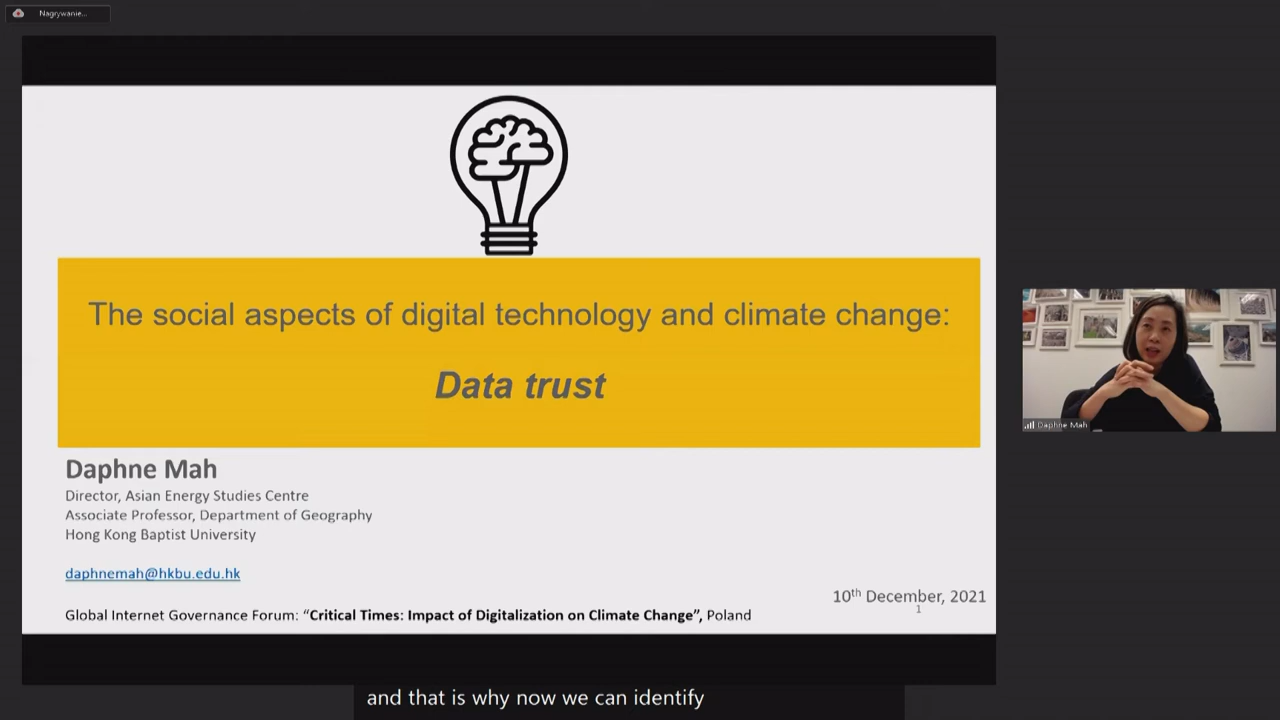 Nagrywanie...
The social aspects of digital technology and climate change:
Data trust
Daphne Mah
Director, Asian Energy Studies Centre
Associate Professor, Department of Geography
Hong Kong Baptist University
daphnemah@hkbu.edu.hk
10th December, 2021
1
Global Internet Governance Forum: “Critical Times: Impact of Digitalization on Climate Change”, Poland
Daphne Mah
and that is why now we can identify